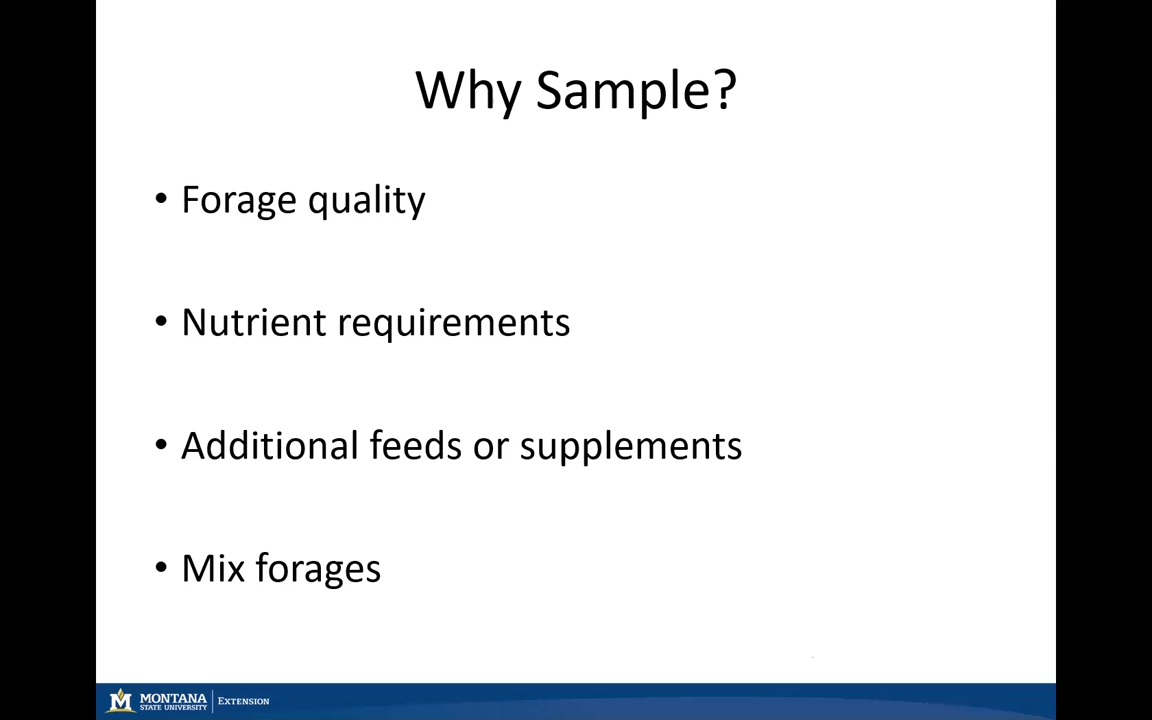 Why Sample?
• Forage quality
• Nutrient requirements
• Additional feeds or supplements
• Mix forages
M MONTANA
STATE UNIVERSITY
EXTENSION